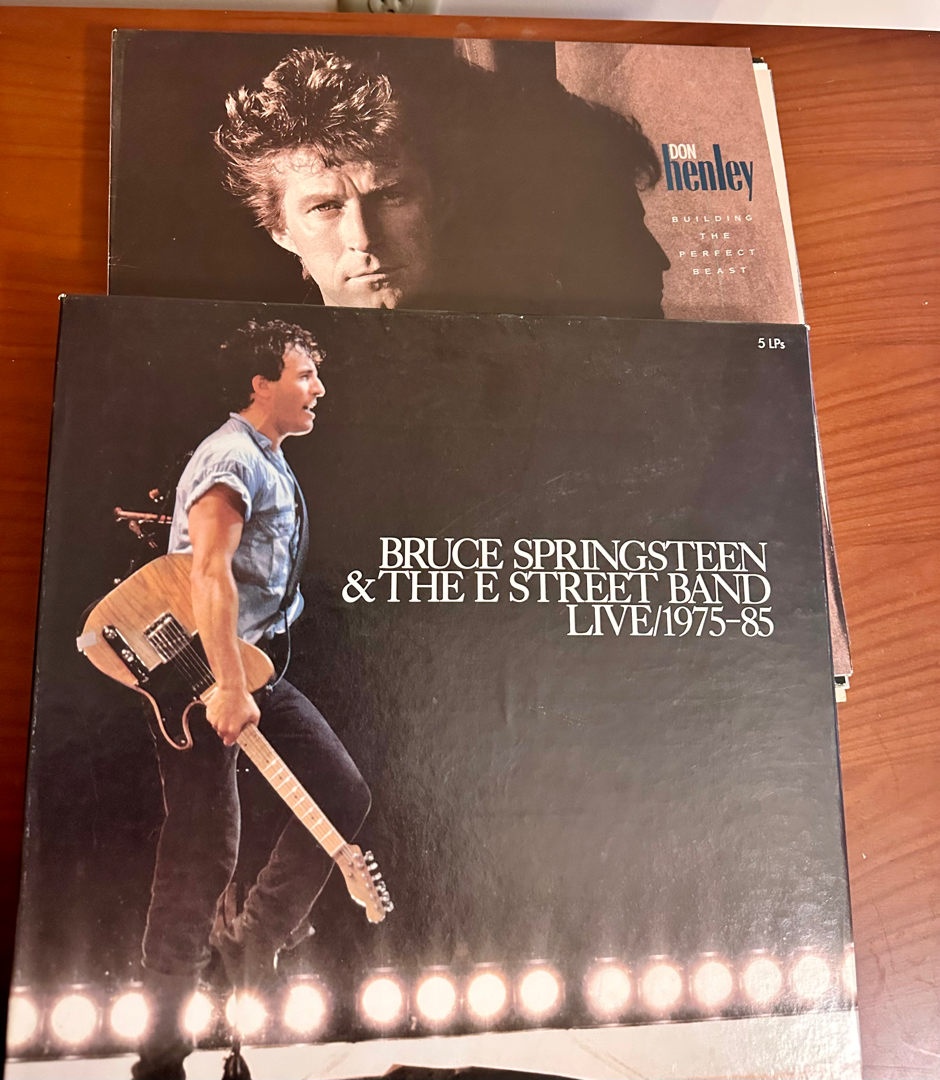 DON
henley
BUILDING
THE
PERFECT
BEAST
5 LPs
BRUCE SPRINGSTEEN
& THE E STREET BAND
LIVE/1975–85